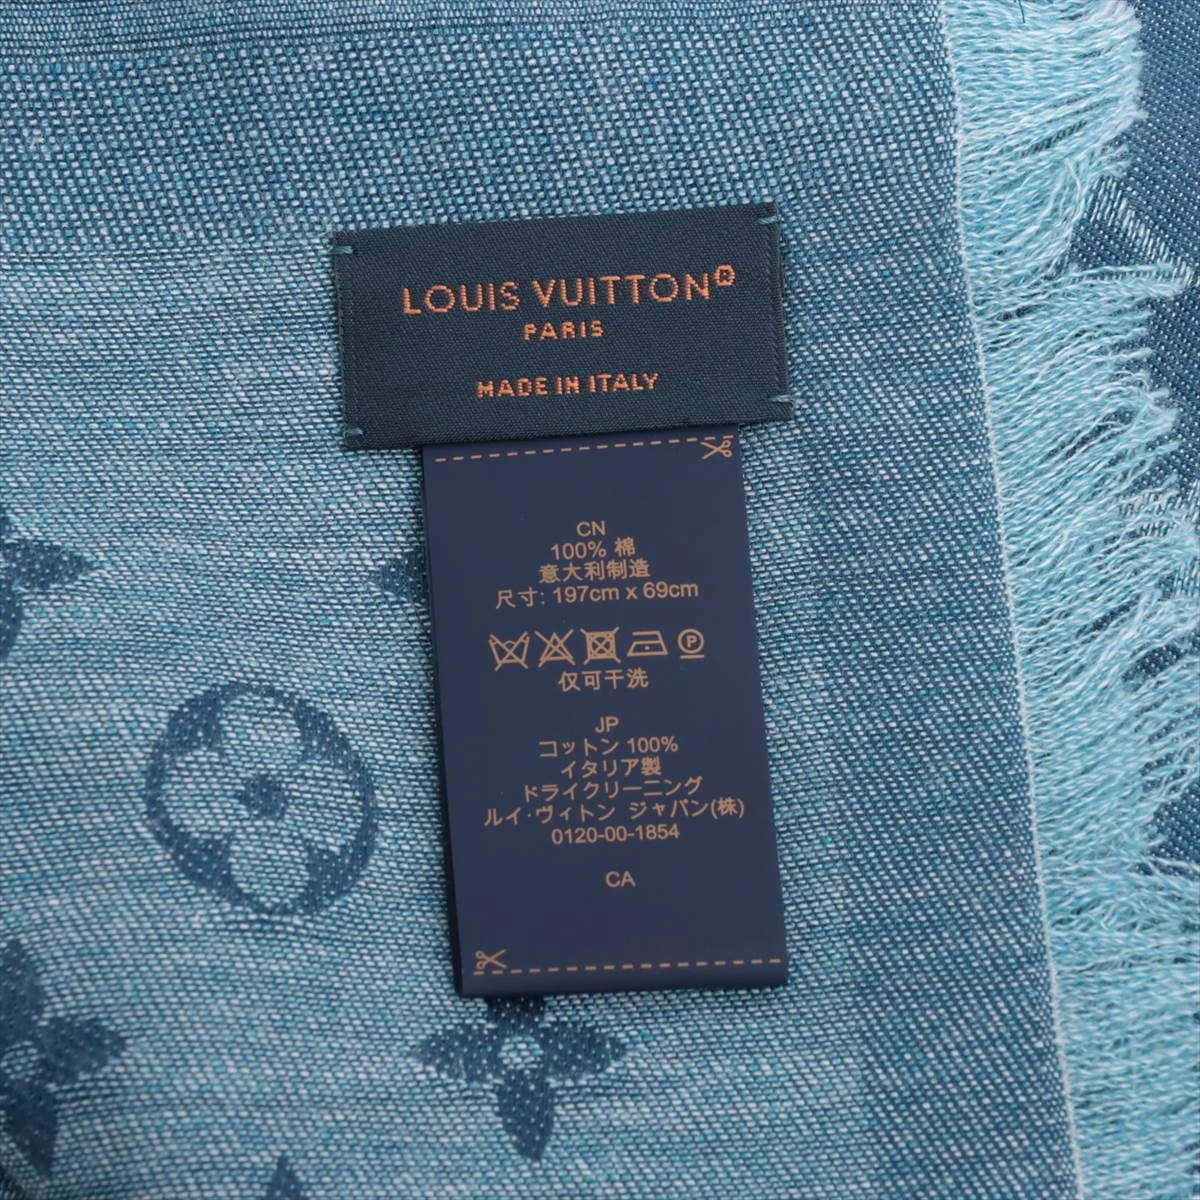 LOUIS VUITTON®
PARIS
MADE IN ITALY
CN
100% 棉
意大利制造
尺寸: 197cm x 69cm
P
仅可干洗
JP
コットン 100%
イタリア製
ドライクリーニング
ルイ·ヴィトン ジャパン(株)
0120-00-1854
CA